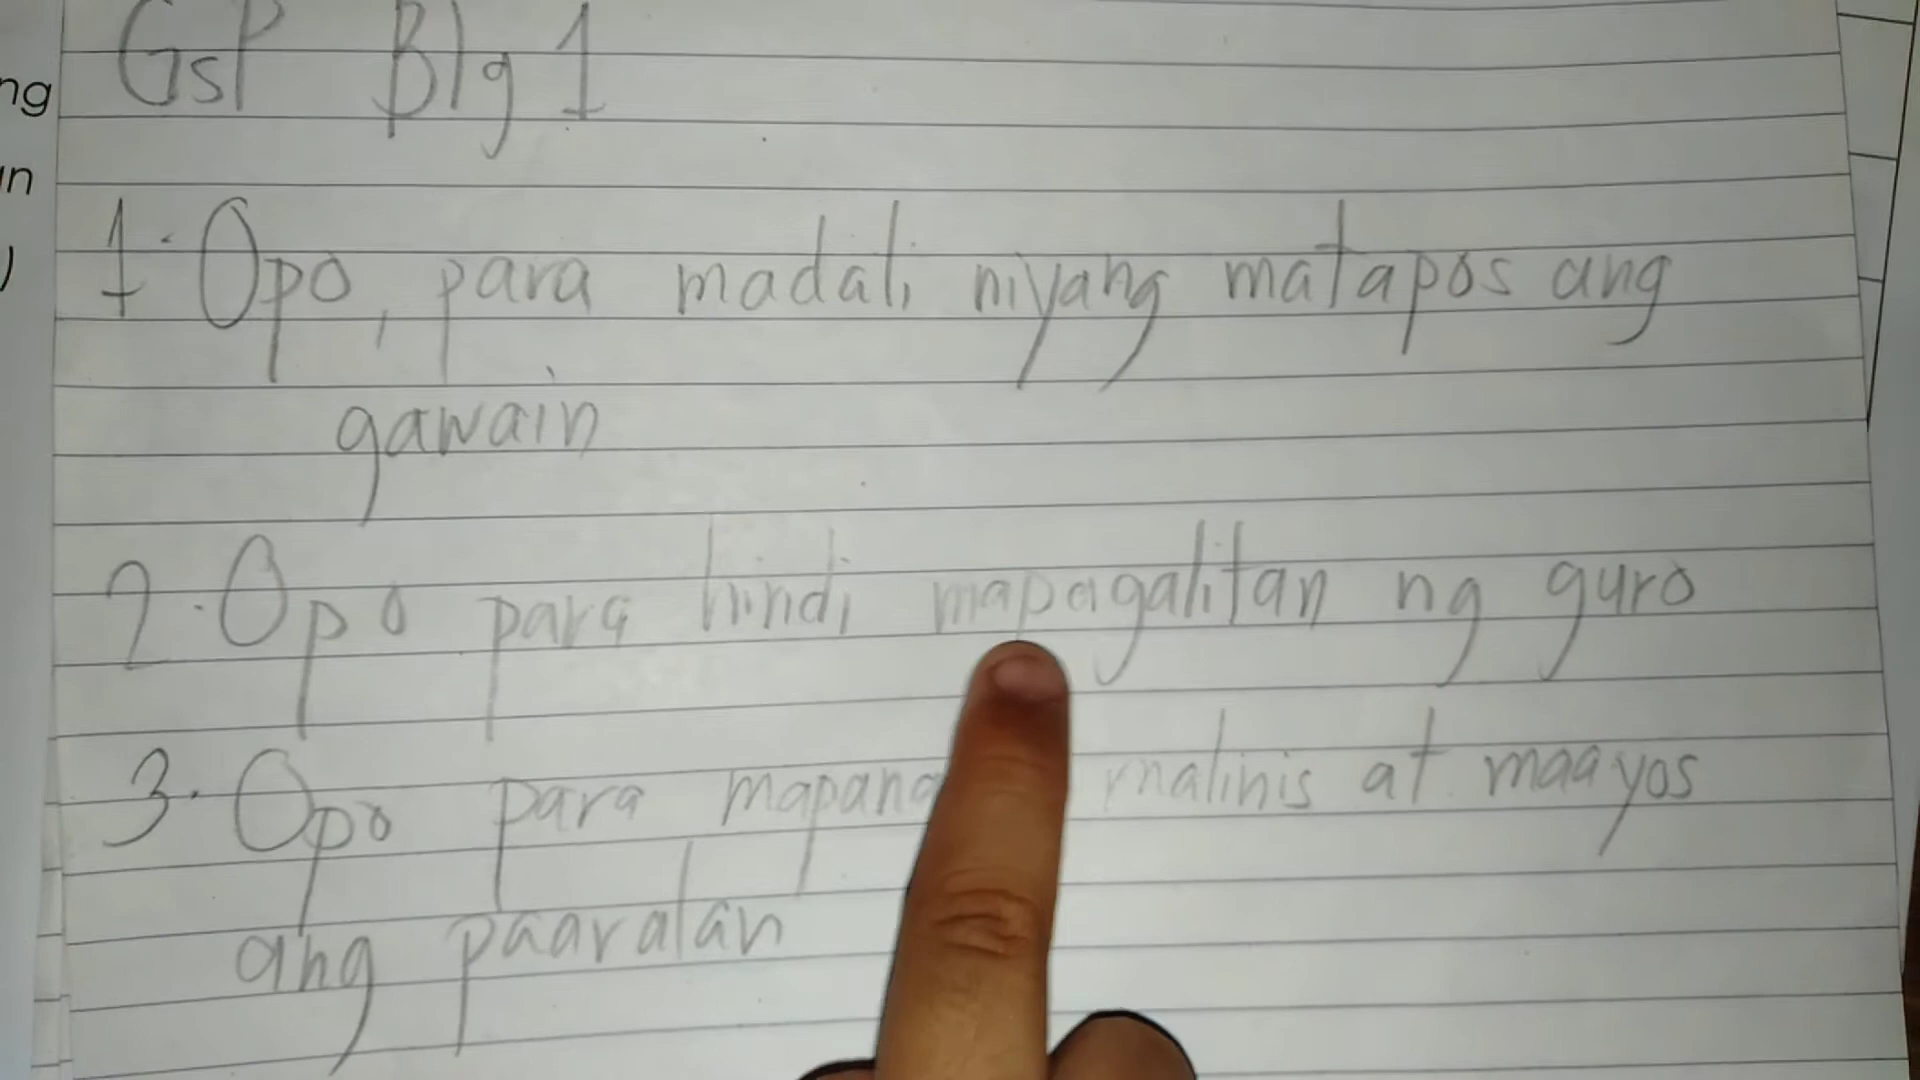 GsP Blg 1
ng
in
)
1. Opo, para madali niyang matapos ang
gawain
2. Opo para hindi mapagalitan ng guro
3. Opo para malinis at maayos
ang paaralan